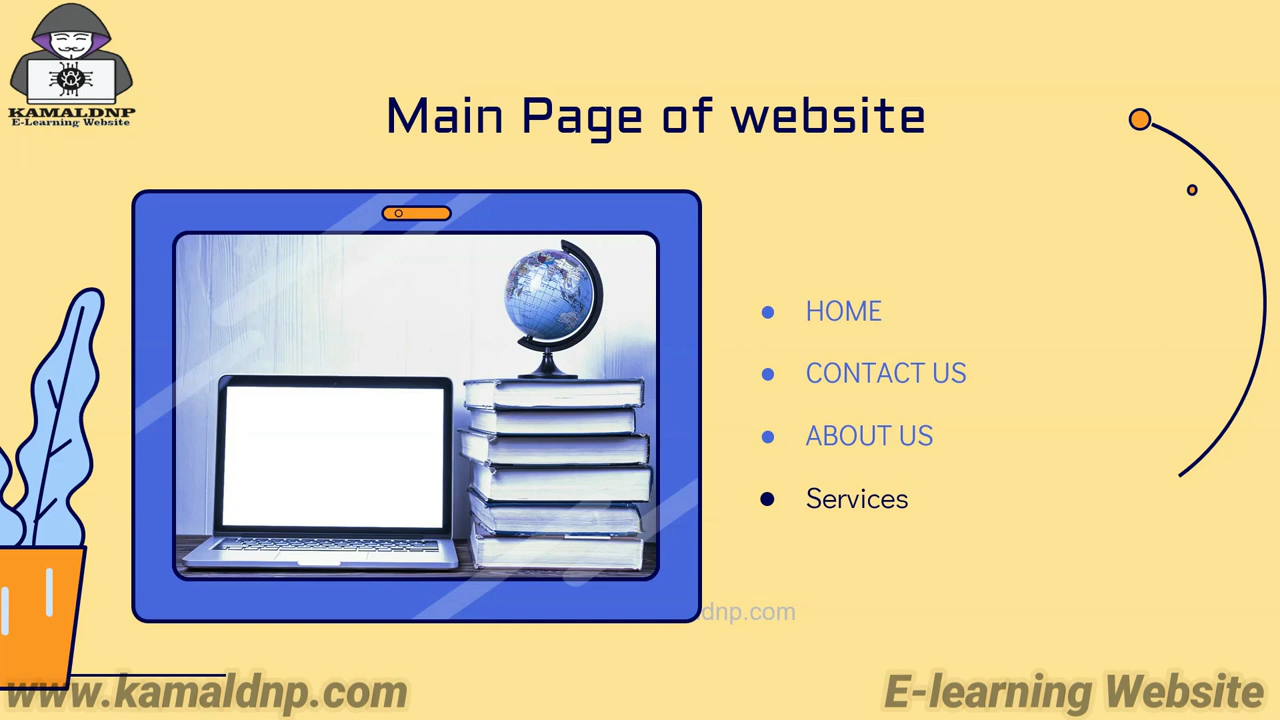 KAMALDNP
E-Learning Website
Main Page of website
HOME
CONTACT US
ABOUT US
Services
dnp.com
www.kamaldnp.com
E-learning Website